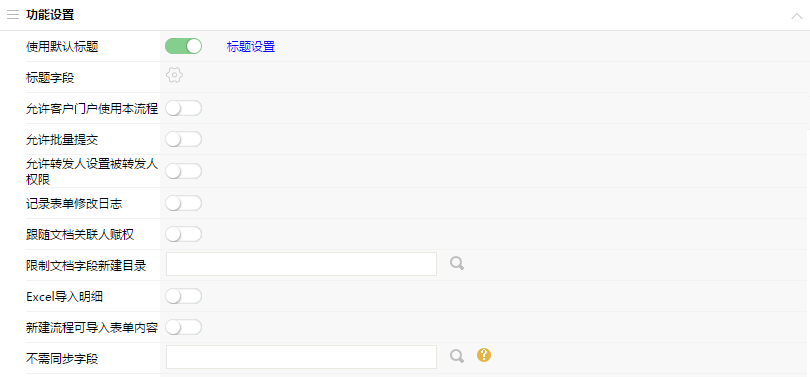 功能设置
使用默认标题 标题设置
标题字段
允许客户门户使用本流程
允许批量提交
允许转发人设置被转发人
权限
记录表单修改日志
跟随文档关联人赋权
限制文档字段新建目录
Excel导入明细
新建流程可导入表单内容
不需同步字段 ?